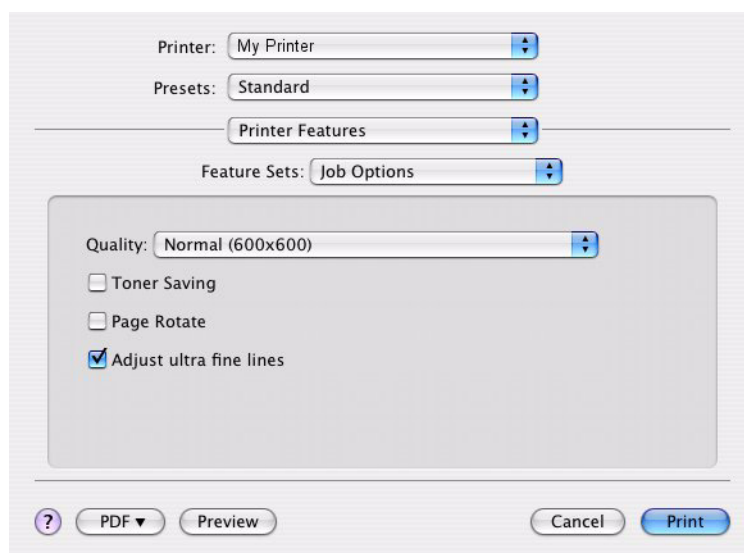 Printer: My Printer
Presets: Standard
Printer Features
Feature Sets: Job Options
Quality: Normal (600x600)
Toner Saving
Page Rotate
Adjust ultra fine lines
? PDF▼ Preview Cancel Print